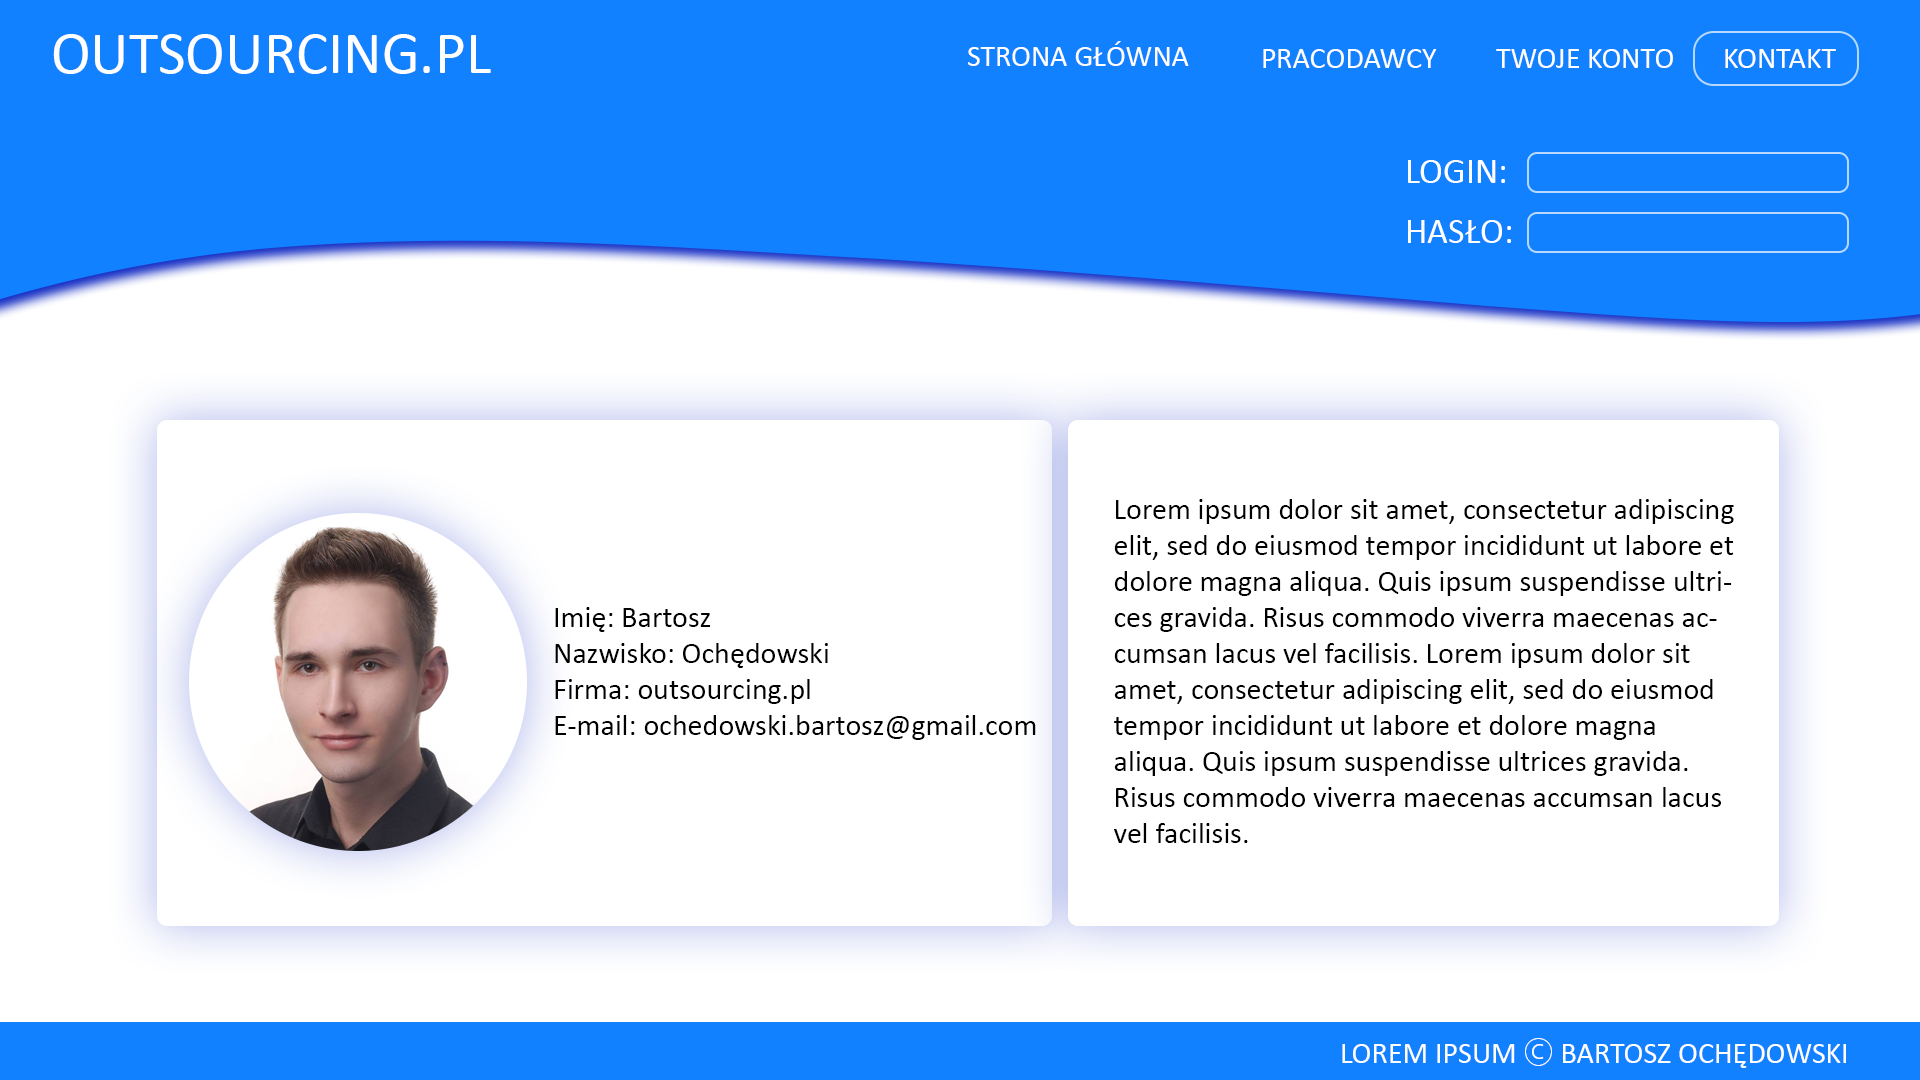 OUTSOURCING.PL
STRONA GŁÓWNA
PRACODAWCY
TWOJE KONTO
KONTAKT
LOGIN:
HASŁO:
Imię: Bartosz
Nazwisko: Ochędowski
Firma: outsourcing.pl
E-mail: ochedowski.bartosz@gmail.com
Lorem ipsum dolor sit amet, consectetur adipiscing
elit, sed do eiusmod tempor incididunt ut labore et
dolore magna aliqua. Quis ipsum suspendisse ultri-
ces gravida. Risus commodo viverra maecenas ac-
cumsan lacus vel facilisis. Lorem ipsum dolor sit
amet, consectetur adipiscing elit, sed do eiusmod
tempor incididunt ut labore et dolore magna
aliqua. Quis ipsum suspendisse ultrices gravida.
Risus commodo viverra maecenas accumsan lacus
vel facilisis.
LOREM IPSUM © BARTOSZ OCHĘDOWSKI